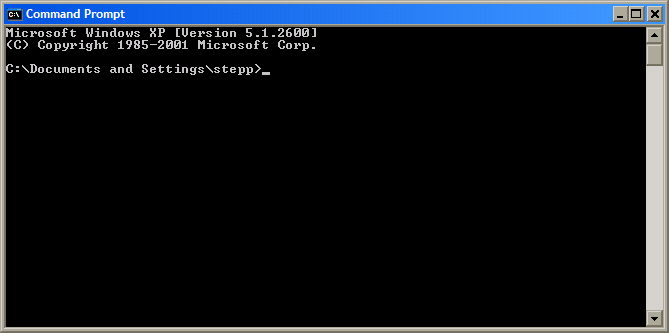 C:\ Command Prompt
Microsoft Windows XP [Version 5.1.2600]
(C) Copyright 1985-2001 Microsoft Corp.
C:\Documents and Settings\stepp>_